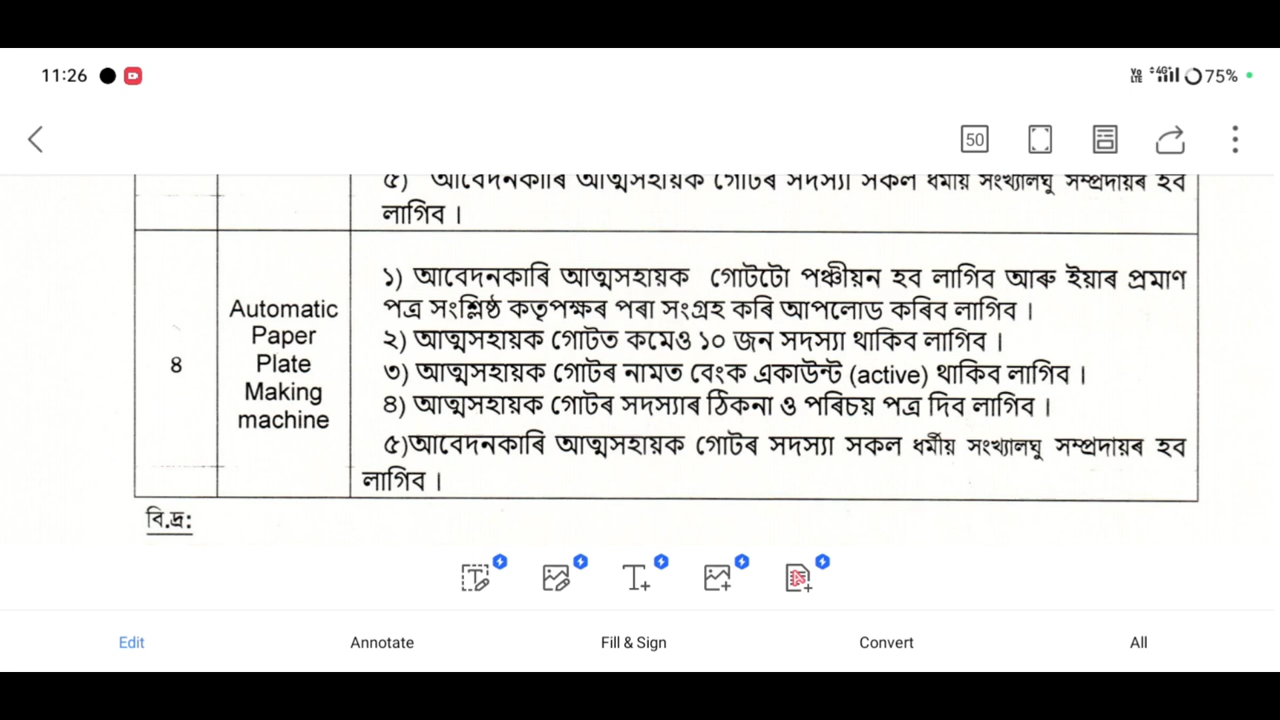 11:26
75%
50
৫) আবেদনকাৰি আত্মসহায়ক গোটৰ সদস্যা সকল ধৰ্মীয় সংখ্যালঘু সম্প্ৰদায়ৰ হব
লাগিব ।
8
Automatic
Paper
Plate
Making
machine
১) আবেদনকাৰি আত্মসহায়ক গোটটো পঞ্চীয়ন হব লাগিব আৰু ইয়াৰ প্ৰমাণ
পত্ৰ সংশ্লিষ্ঠ কতৃপক্ষৰ পৰা সংগ্ৰহ কৰি আপলোড কৰিব লাগিব ।
২) আত্মসহায়ক গোটত কমেও ১০ জন সদস্যা থাকিব লাগিব ।
৩) আত্মসহায়ক গোটৰ নামত বেংক একাউন্ট (active) থাকিব লাগিব ।
৪) আত্মসহায়ক গোটৰ সদস্যাৰ ঠিকনা ও পৰিচয় পত্ৰ দিব লাগিব ।
৫)আবেদনকাৰি আত্মসহায়ক গোটৰ সদস্যা সকল ধৰ্মীয় সংখ্যালঘু সম্প্ৰদায়ৰ হব
লাগিব ।
বি.দ্ৰ:
Edit Annotate Fill & Sign Convert All